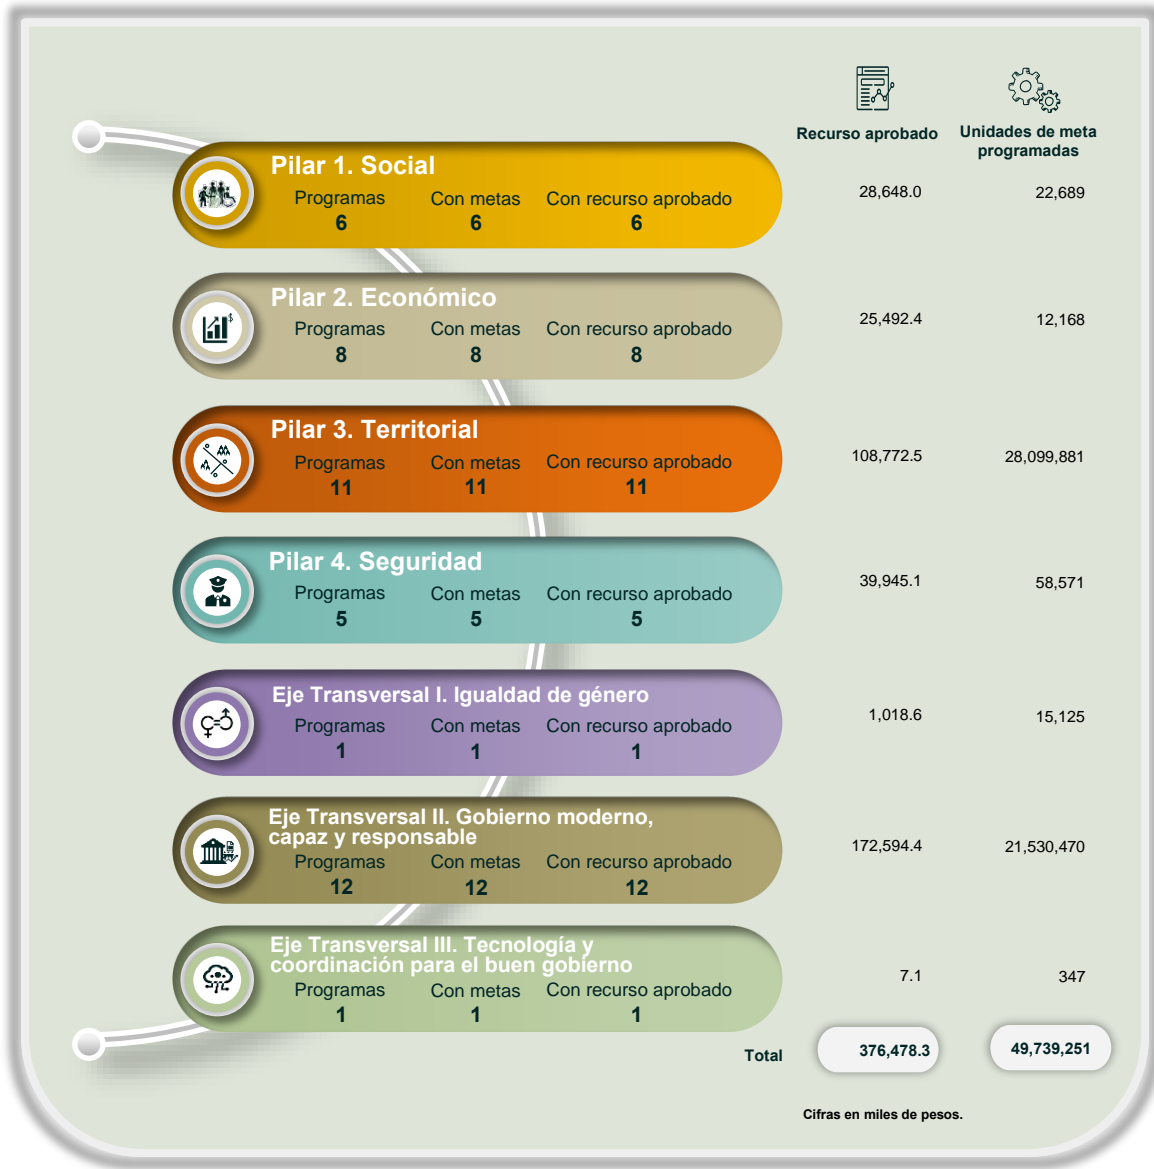 Recurso aprobado
Unidades de meta
programadas
Pilar 1. Social
Programas Con metas Con recurso aprobado
6 6 6
28,648.0 22,689
Pilar 2. Económico
Programas Con metas Con recurso aprobado
8 8 8
25,492.4 12,168
Pilar 3. Territorial
Programas Con metas Con recurso aprobado
11 11 11
108,772.5 28,099,881
Pilar 4. Seguridad
Programas Con metas Con recurso aprobado
5 5 5
39,945.1 58,571
Eje Transversal I. Igualdad de género
Programas Con metas Con recurso aprobado
1 1 1
1,018.6 15,125
Eje Transversal II. Gobierno moderno,
capaz y responsable
Programas Con metas Con recurso aprobado
12 12 12
172,594.4 21,530,470
Eje Transversal III. Tecnología y
coordinación para el buen gobierno
Programas Con metas Con recurso aprobado
1 1 1
7.1 347
Total 376,478.3 49,739,251
Cifras en miles de pesos.